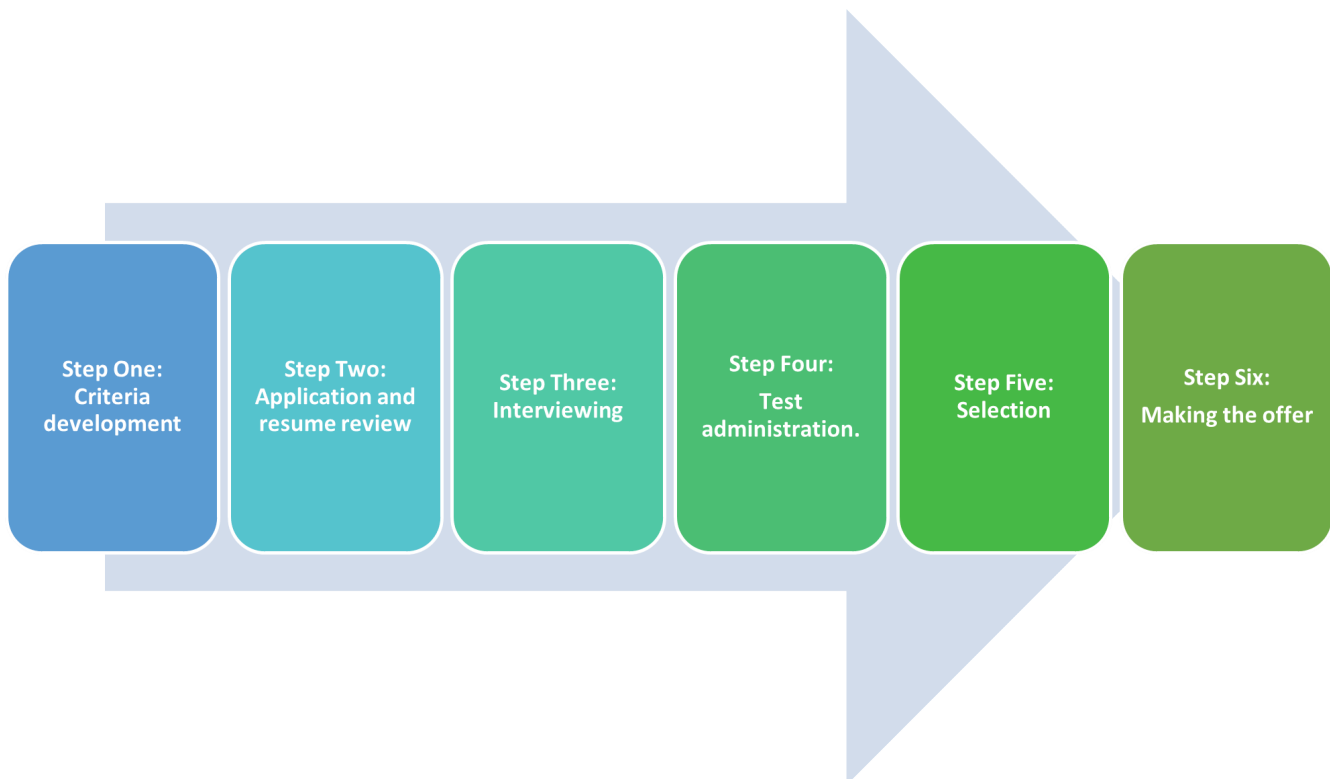 Step One:
Criteria
development
Step Two:
Application and
resume review
Step Three:
Interviewing
Step Four:
Test
administration.
Step Five:
Selection
Step Six:
Making the offer